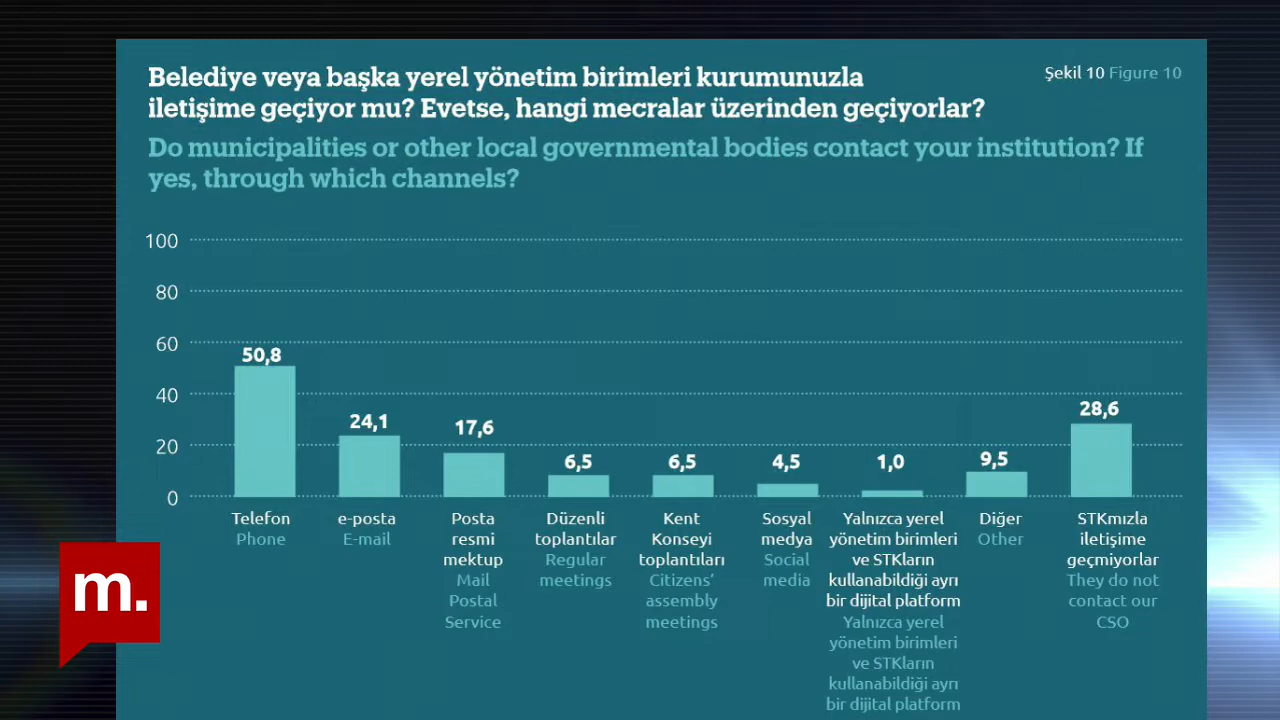 Belediye veya başka yerel yönetim birimleri kurumunuzla
iletişime geçiyor mu? Evetse, hangi mecralar üzerinden geçiyorlar?
Şekil 10 Figure 10
Do municipalities or other local governmental bodies contact your institution? If
yes, through which channels?
100
80
60
40
20
0
50,8
24,1
17,6
6,5
6,5
4,5
1,0
9,5
28,6
Telefon
Phone
e-posta
E-mail
Posta
resmi
mektup
Mail
Postal
Service
Düzenli
toplantılar
Regular
meetings
Kent
Konseyi
toplantıları
Citizens’
assembly
meetings
Sosyal
medya
Social
media
Yalnızca yerel
yönetim birimleri
ve STKların
kullanabildiği ayrı
bir dijital platform
Yalnızca yerel
yönetim birimleri
ve STKların
kullanabildiği ayrı
bir dijital platform
Diğer
Other
STKmızla
iletişime
geçmiyorlar
They do not
contact our
CSO
m.